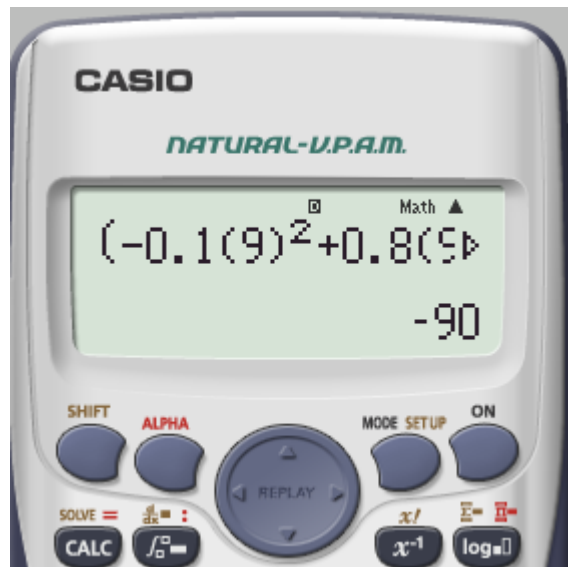 CASIO
NATURAL-V.P.A.M.
D Math ▲
(-0.1(9)²+0.8(9
-90
SHIFT ALPHA MODE SETUP ON
REPLAY
SOLVE = d/dx = : x! Σ- Π-
CALC ∫ x⁻¹ log